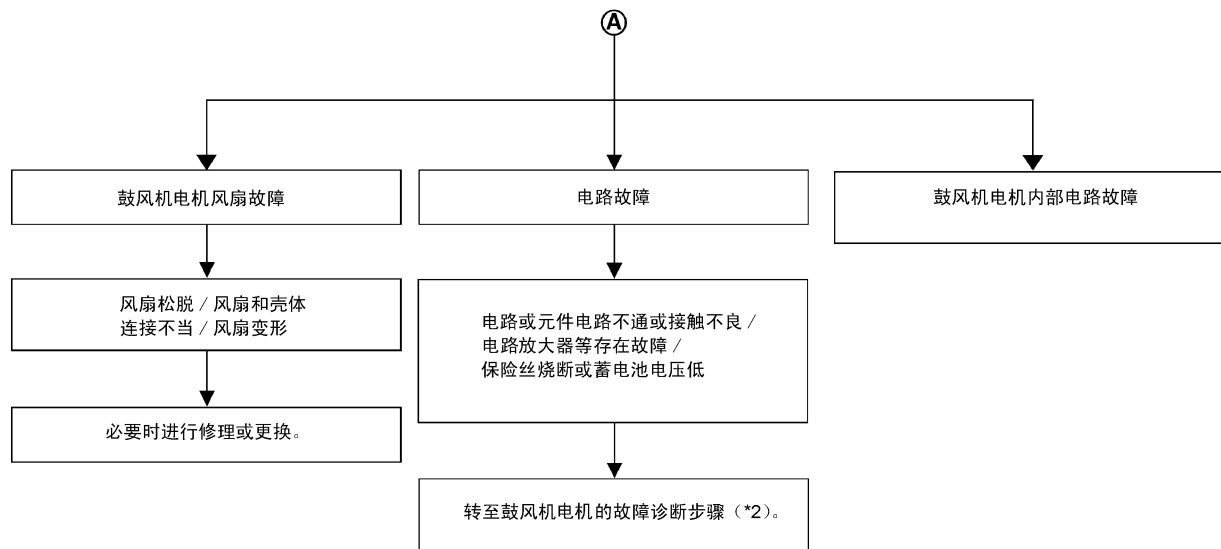 A
鼓风机电机风扇故障
电路故障
鼓风机电机内部电路故障
风扇松脱 / 风扇和壳体
连接不当 / 风扇变形
电路或元件电路不通或接触不良 /
电路放大器等存在故障 /
保险丝烧断或蓄电池电压低
必要时进行修理或更换。
转至鼓风机电机的故障诊断步骤（*2）。